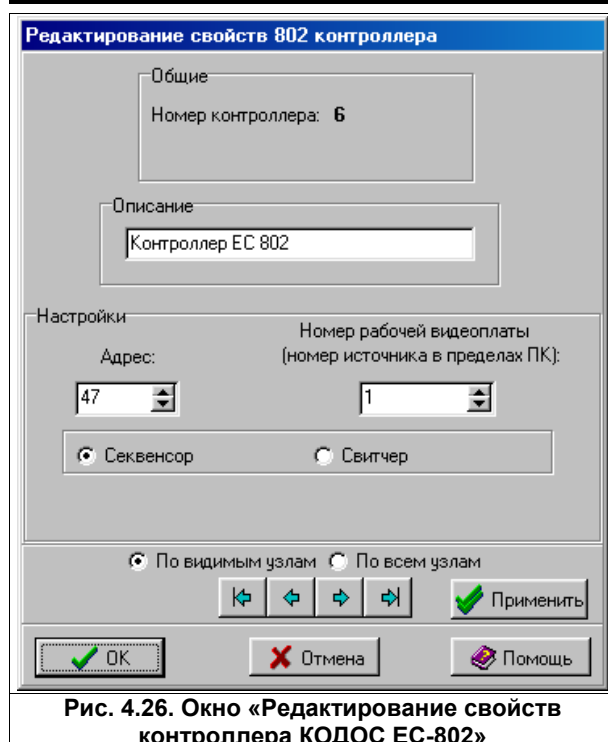 Редактирование свойств 802 контроллера
Общие
Номер контроллера: 6
Описание
Контроллер ЕС 802
Настройки
Номер рабочей видеоплаты
Адрес:
(номер источника в пределах ПК):
47
1
Секвенсор
Свитчер
По видимым узлам
По всем узлам
Применить
OK
Отмена
Помощь
Рис. 4.26. Окно «Редактирование свойств
контроллера КОДОС ЕС-802»